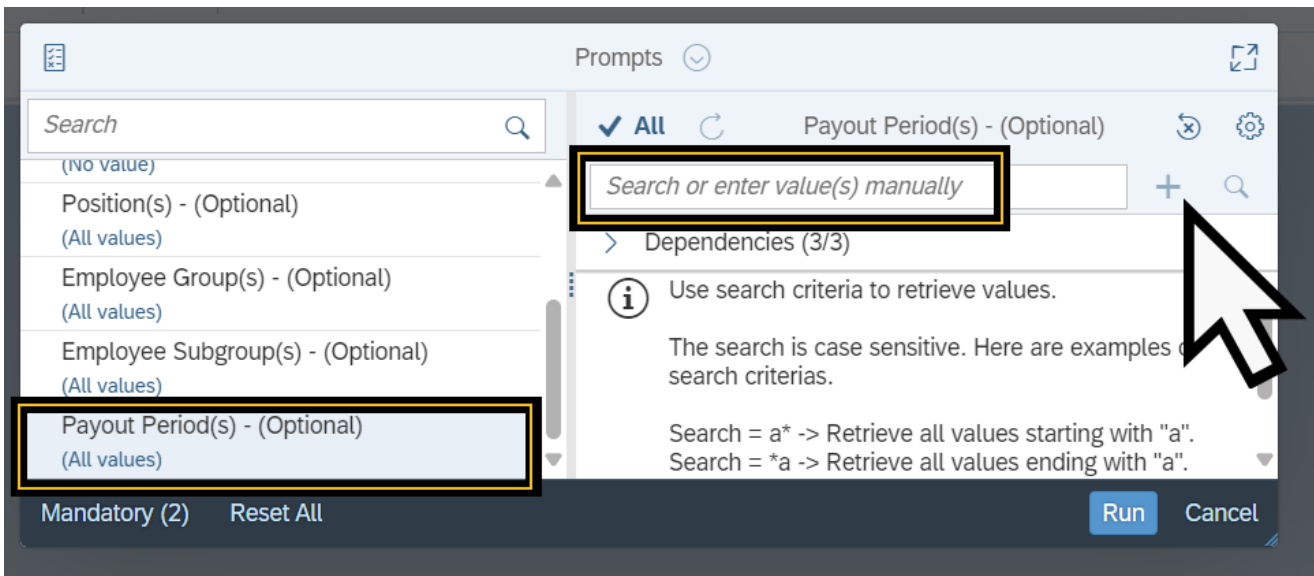 Prompts
Search
(No value)
Position(s) - (Optional)
(All values)
Employee Group(s) - (Optional)
(All values)
Employee Subgroup(s) - (Optional)
(All values)
Payout Period(s) - (Optional)
(All values)
All
Payout Period(s) - (Optional)
Search or enter value(s) manually
Dependencies (3/3)
Use search criteria to retrieve values.
The search is case sensitive. Here are examples
search criterias.
Search = a* -> Retrieve all values starting with "a".
Search = *a -> Retrieve all values ending with "a".
Mandatory (2)
Reset All
Run
Cancel